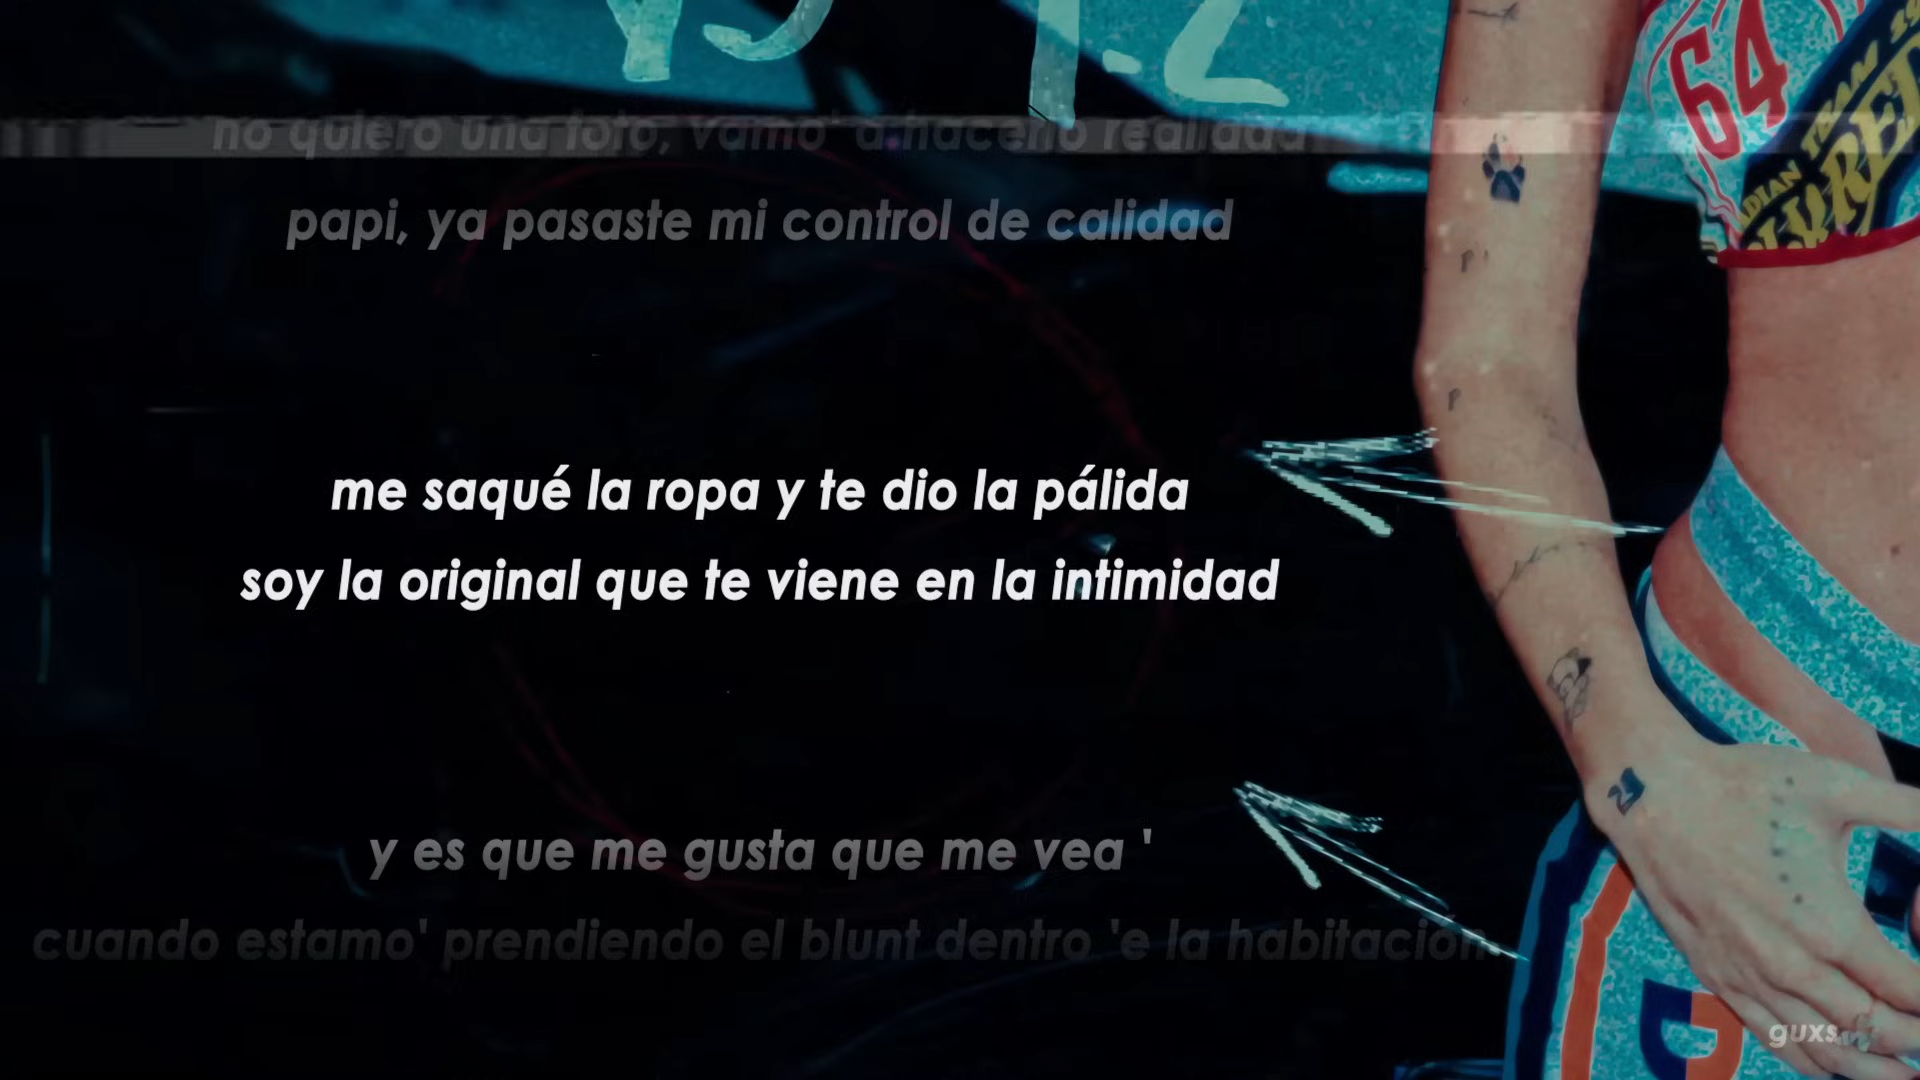 no quiero una foto, vamo' a hacerlo realidad
papi, ya pasaste mi control de calidad
me saqué la ropa y te dio la pálida
soy la original que te viene en la intimidad
y es que me gusta que me vea '
cuando estamo' prendiendo el blunt dentro 'e la habitación
64
guxs